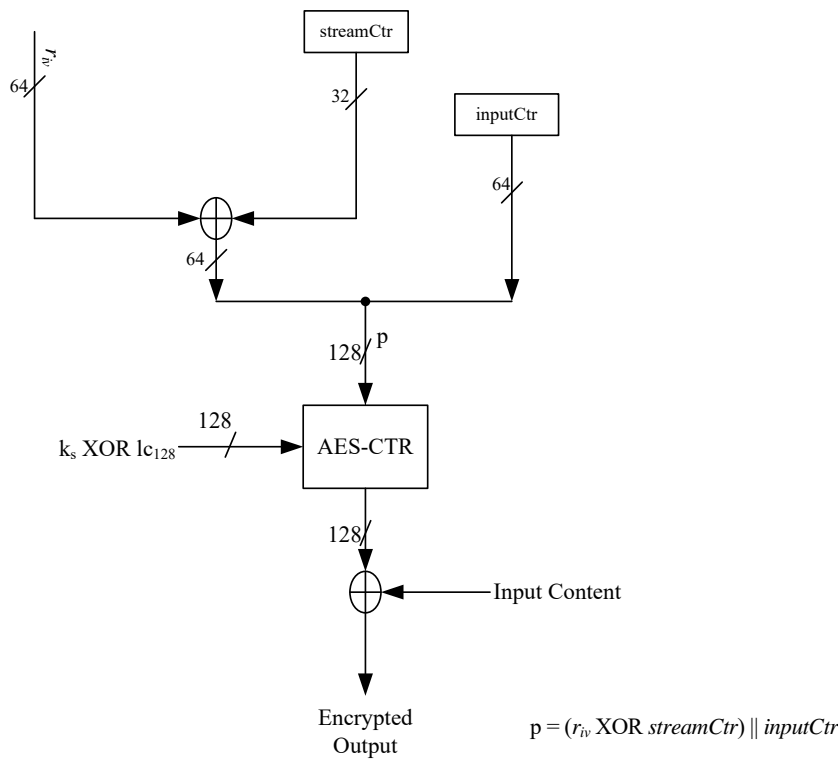 streamCtr
r_iv
64
32
inputCtr
64
64
p
128
128
k_s XOR lc_128
AES-CTR
128
Input Content
Encrypted
Output
p = (r_iv XOR streamCtr) || inputCtr